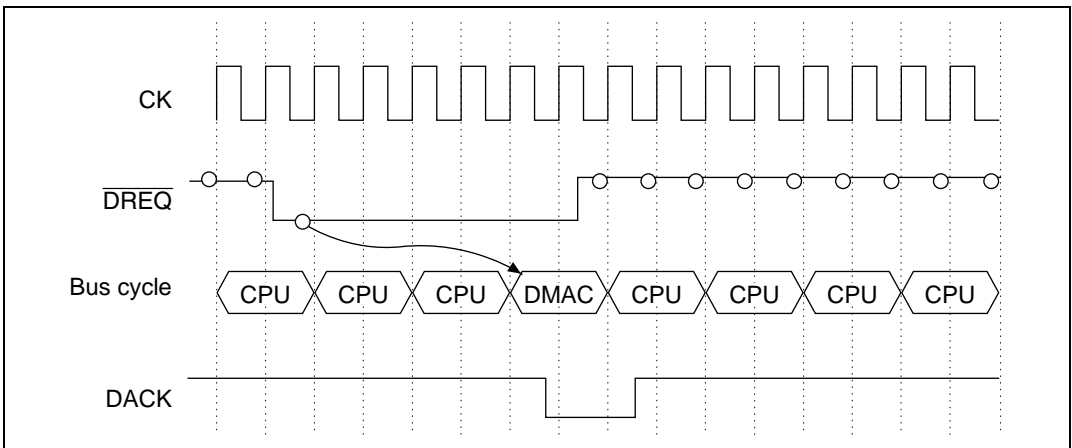 CK
DREQ
Bus cycle CPU CPU CPU DMAC CPU CPU CPU CPU
DACK